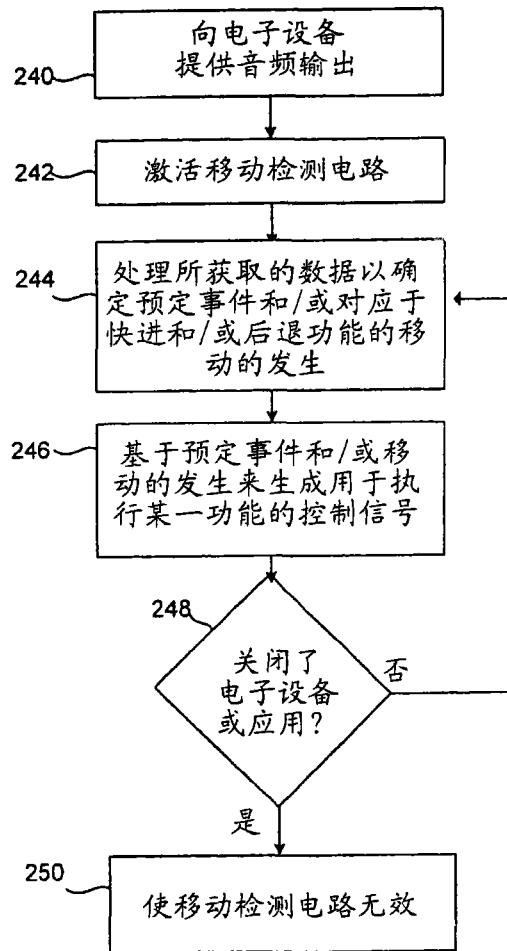 向电子设备
提供音频输出
240
242
激活移动检测电路
244
处理所获取的数据以确
定预定事件和/或对应于
快进和/或后退功能的移
动的发生
246
基于预定事件和/或移
动的发生来生成用于执
行某一功能的控制信号
248
关闭了
电子设备
或应用?
否
是
250
使移动检测电路无效